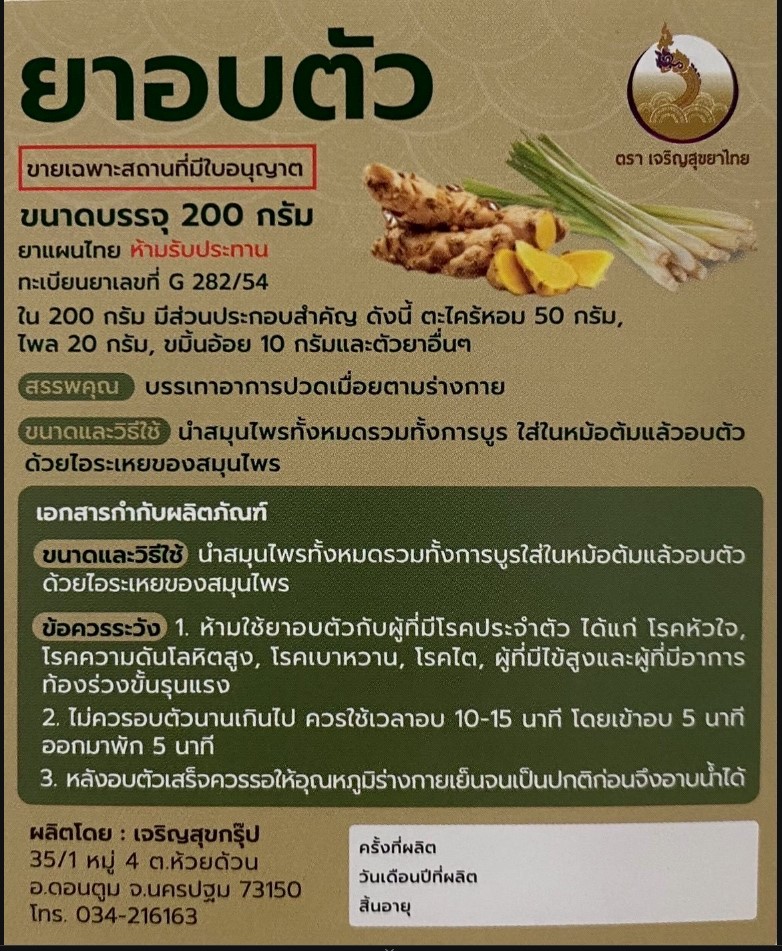 ยาอบตัว
ตรา เจริญสุขยาไทย
ขายเฉพาะสถานที่มีใบอนุญาต
ขนาดบรรจุ 200 กรัม
ยาแผนไทย ห้ามรับประทาน
ทะเบียนยาเลขที่ G 282/54
ใน 200 กรัม มีส่วนประกอบสำคัญ ดังนี้ ตะไคร้หอม 50 กรัม,
ไพล 20 กรัม, ขมิ้นอ้อย 10 กรัมและตัวยาอื่นๆ
สรรพคุณ บรรเทาอาการปวดเมื่อยตามร่างกาย
ขนาดและวิธีใช้ นำสมุนไพรทั้งหมดรวมทั้งการบูร ใส่ในหม้อต้มแล้วอบตัว
ด้วยไอระเหยของสมุนไพร
เอกสารกำกับผลิตภัณฑ์
ขนาดและวิธีใช้ นำสมุนไพรทั้งหมดรวมทั้งการบูรใส่ในหม้อต้มแล้วอบตัว
ด้วยไอระเหยของสมุนไพร
ข้อควรระวัง 1. ห้ามใช้ยาอบตัวกับผู้ที่มีโรคประจำตัว ได้แก่ โรคหัวใจ,
โรคความดันโลหิตสูง, โรคเบาหวาน, โรคไต, ผู้ที่มีไข้สูงและผู้ที่มีอาการ
ท้องร่วงขั้นรุนแรง
2. ไม่ควรอบตัวนานเกินไป ควรใช้เวลาอบ 10-15 นาที โดยเข้าอบ 5 นาที
ออกมาพัก 5 นาที
3. หลังอบตัวเสร็จควรรอให้อุณหภูมิร่างกายเย็นจนเป็นปกติก่อนจึงอาบน้ำได้
ผลิตโดย : เจริญสุขกรุ๊ป
35/1 หมู่ 4 ต.ห้วยด้วน
อ.ดอนตูม จ.นครปฐม 73150
โทร. 034-216163
ครั้งที่ผลิต
วันเดือนปีที่ผลิต
สิ้นอายุ